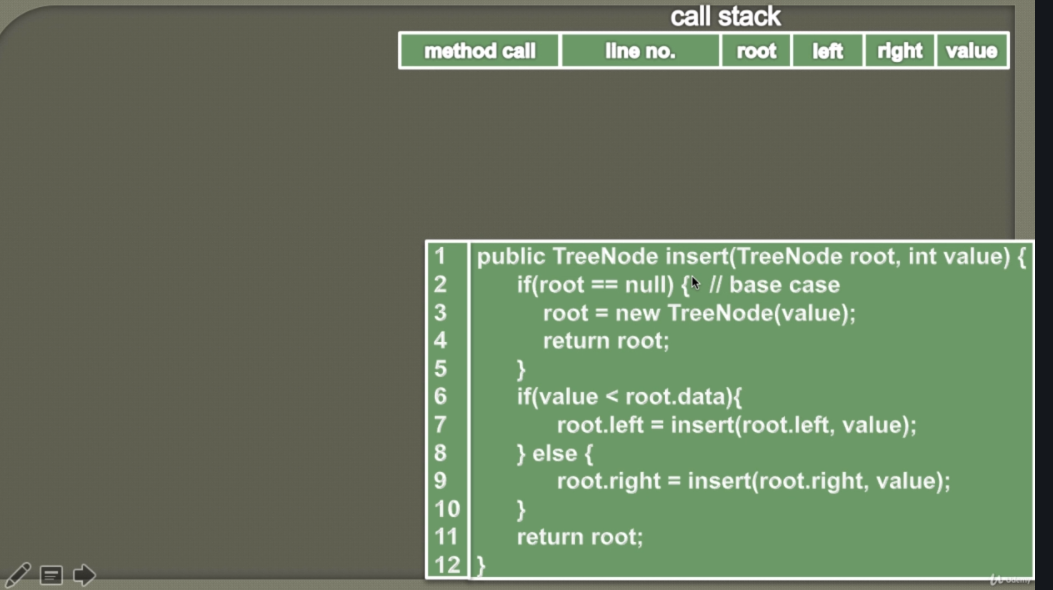 call stack
method call line no. root left right value
1 public TreeNode insert(TreeNode root, int value) {
2 if(root == null) { // base case
3 root = new TreeNode(value);
4 return root;
5 }
6 if(value < root.data){
7 root.left = insert(root.left, value);
8 } else {
9 root.right = insert(root.right, value);
10 }
11 return root;
12 }
Udemy